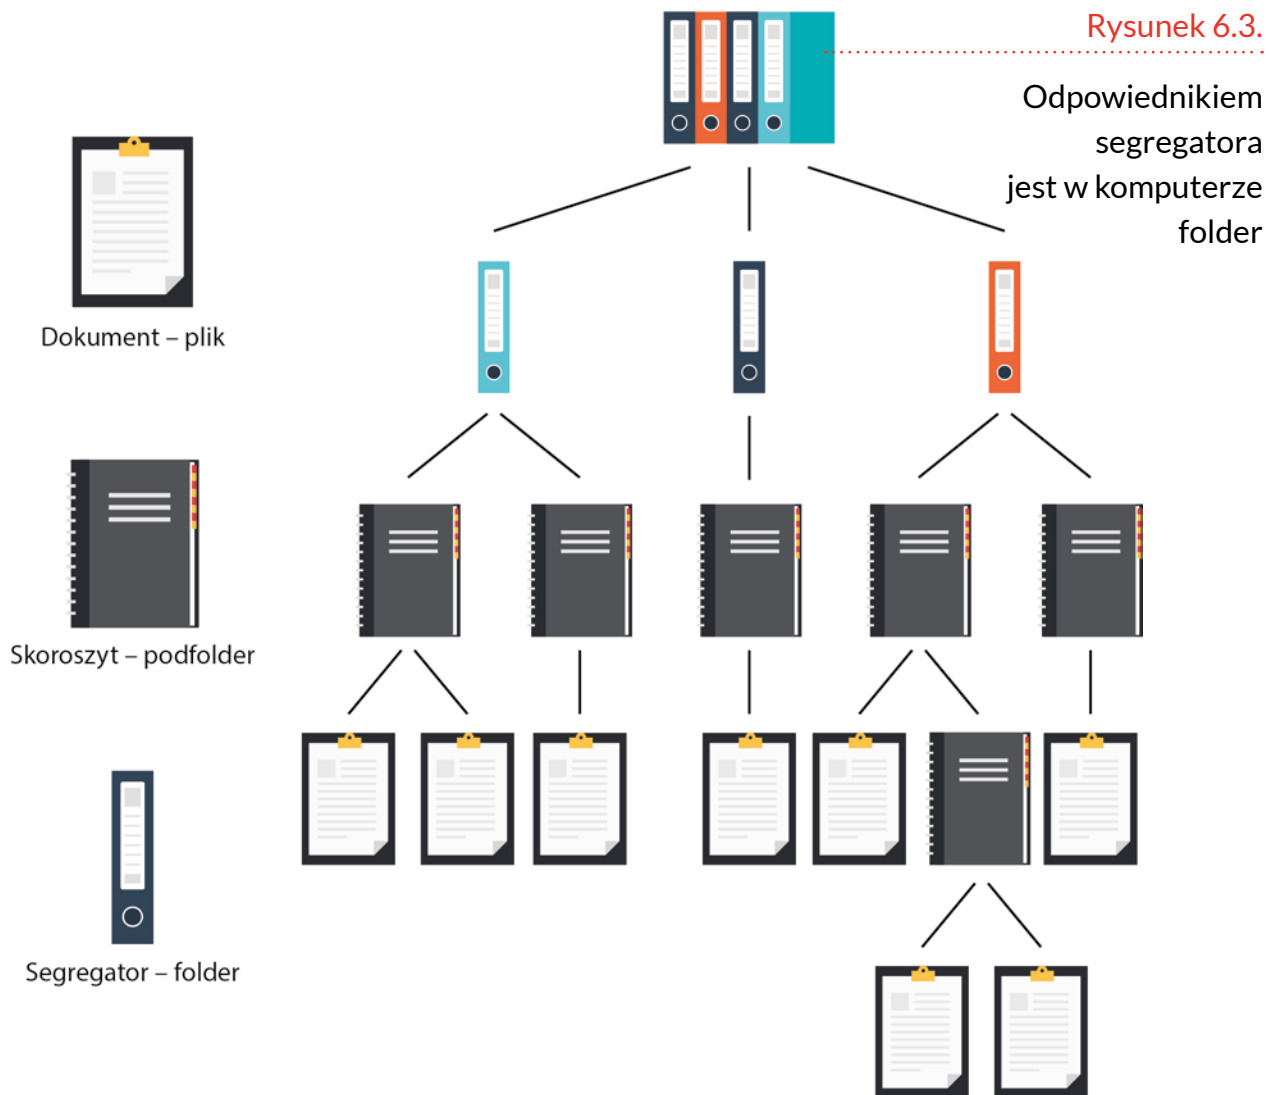 Rysunek 6.3.
Odpowiednikiem
segregatora
jest w komputerze
folder
Dokument – plik
Skoroszyt – podfolder
Segregator – folder